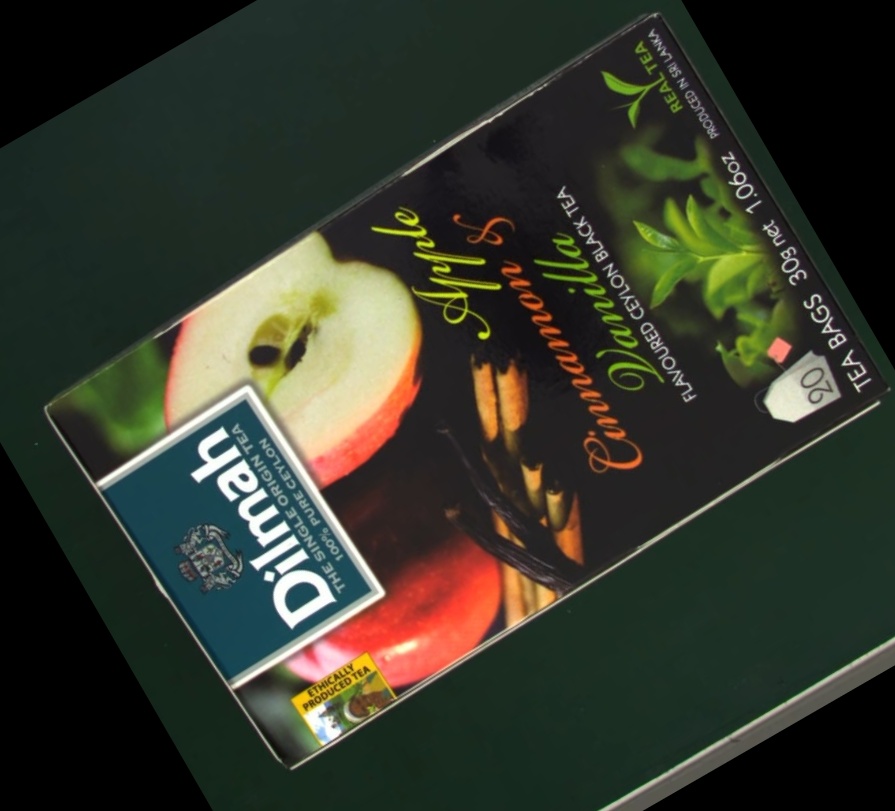 Dilmah
THE SINGLE ORIGIN TEA
100% PURE CEYLON
ETHICALLY
PRODUCED TEA
Apple
Cinnamon &
Vanilla
FLAVOURED CEYLON BLACK TEA
REAL TEA
PRODUCED IN SRI LANKA
20
TEA BAGS 30g net 1.06oz